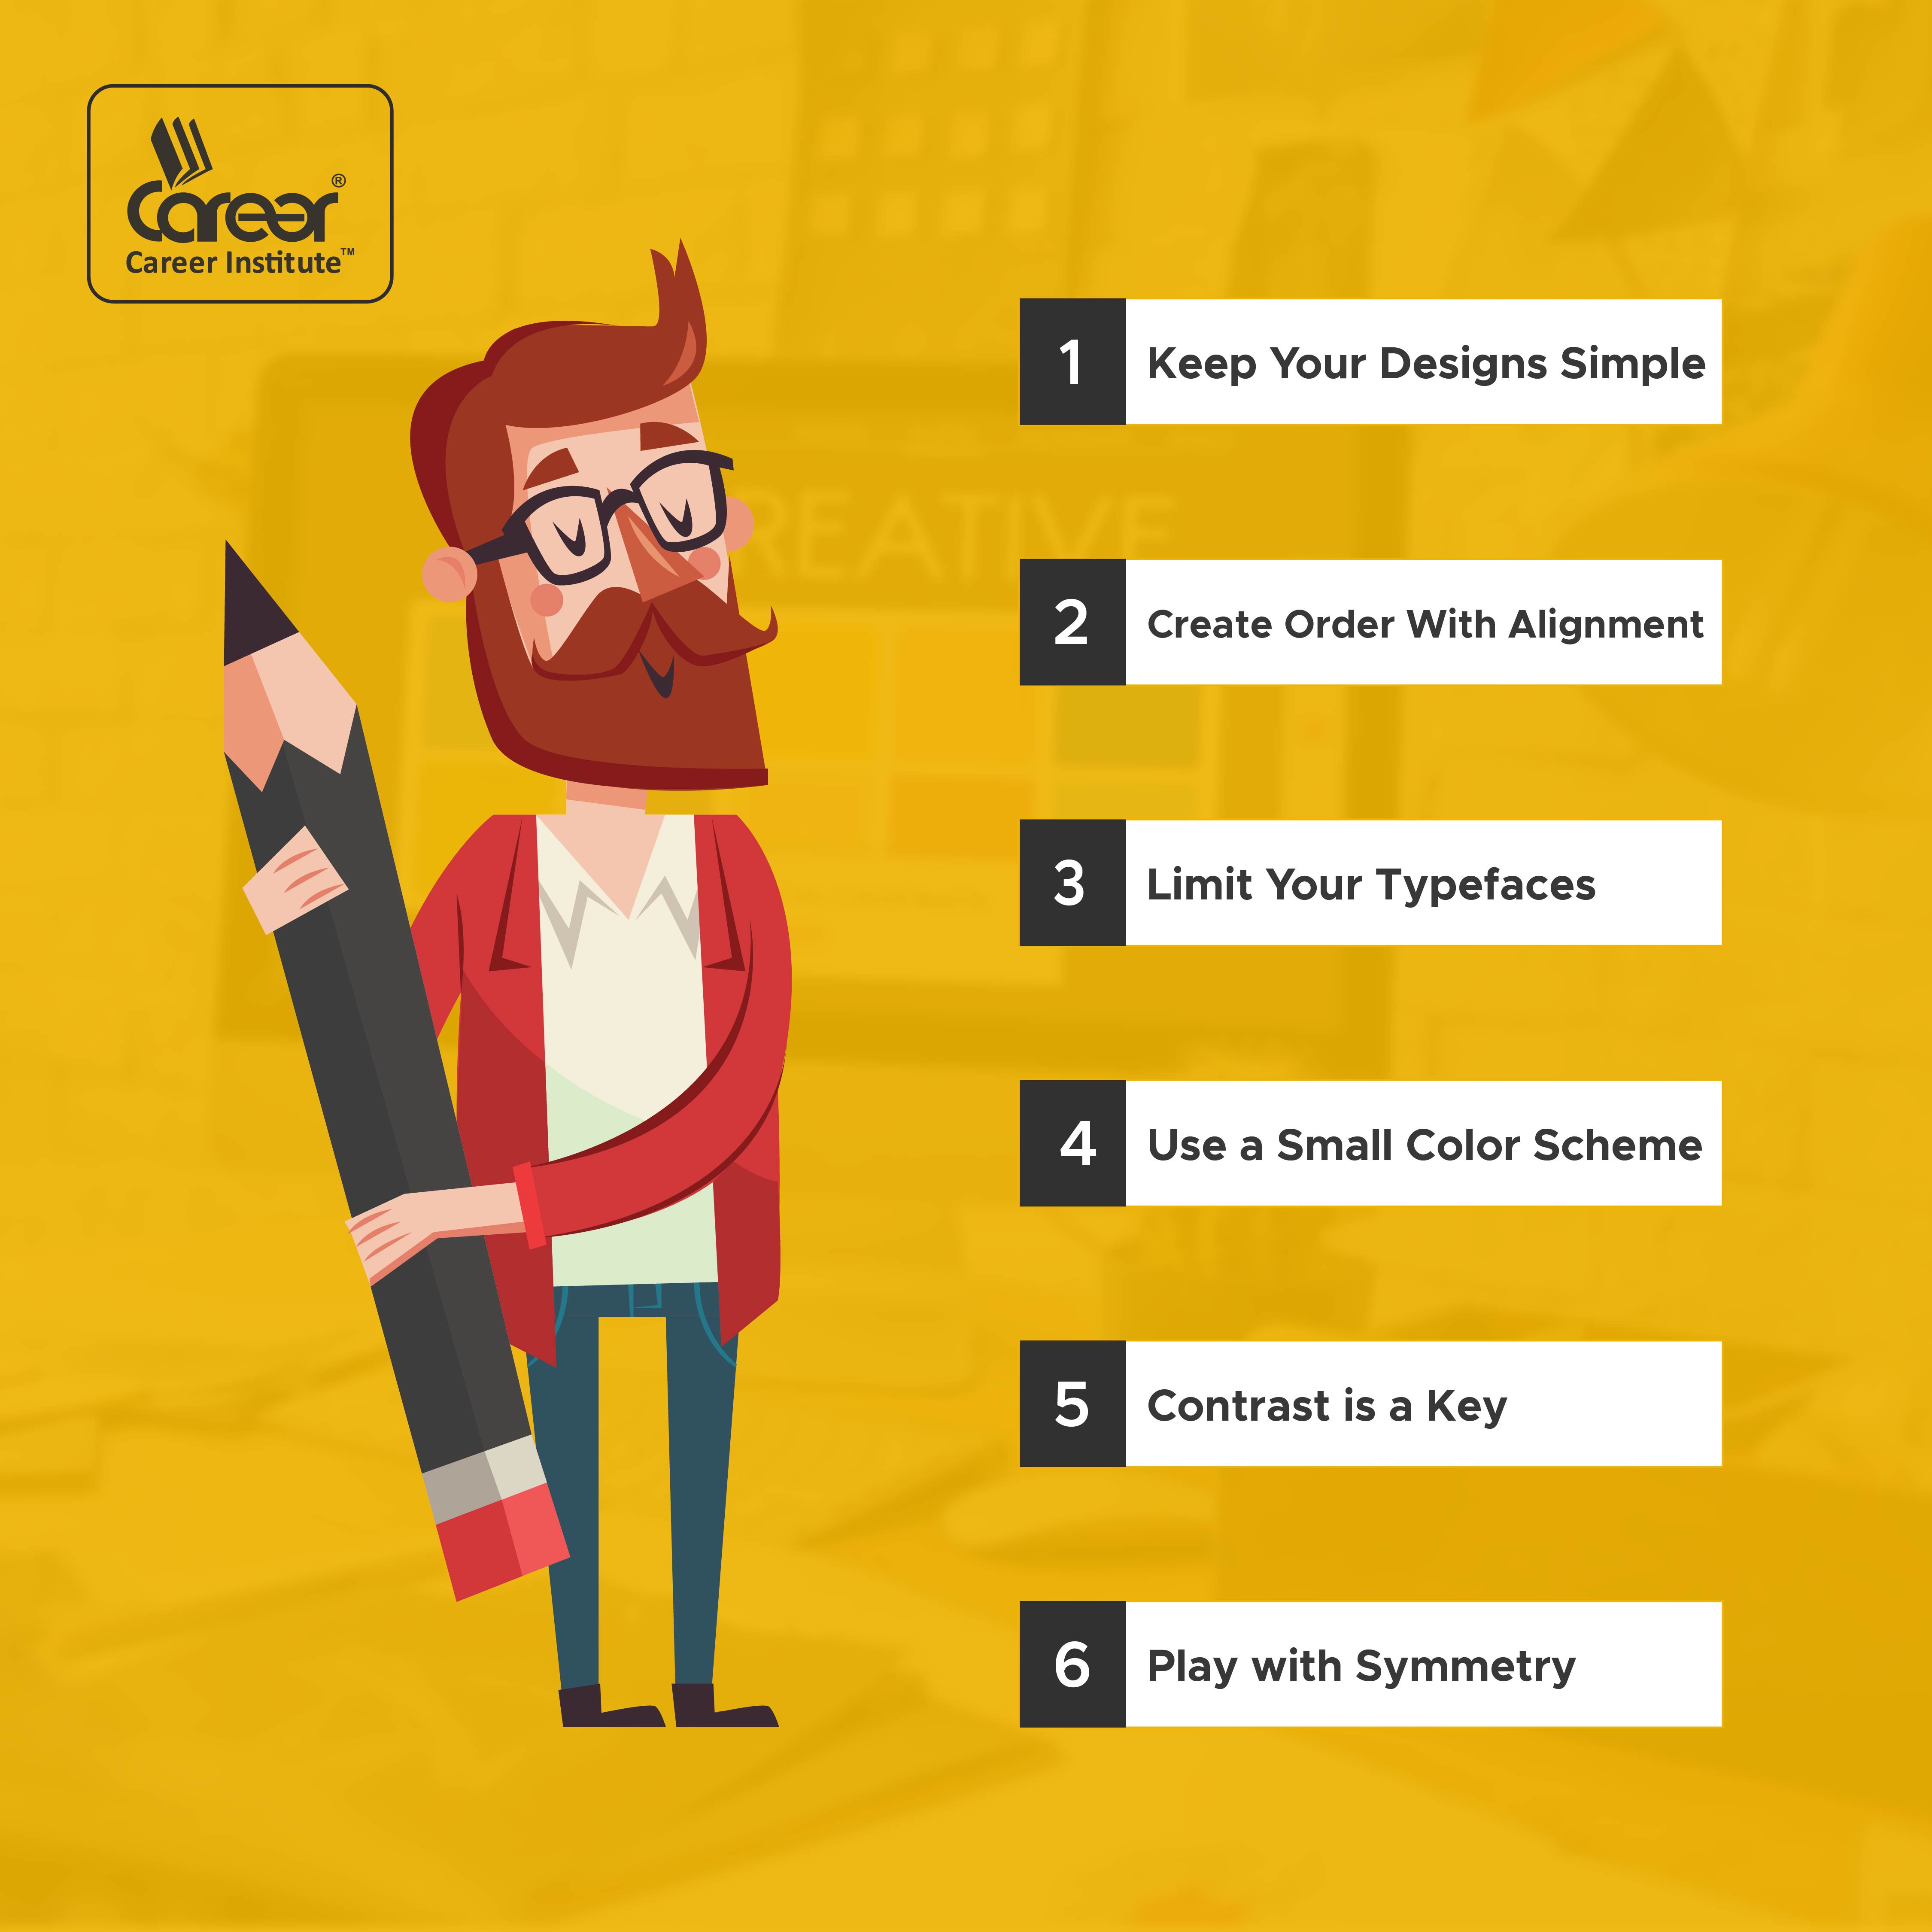 Career®
Career Institute™
CREATIVE
1 Keep Your Designs Simple
2 Create Order With Alignment
3 Limit Your Typefaces
4 Use a Small Color Scheme
5 Contrast is a Key
6 Play with Symmetry